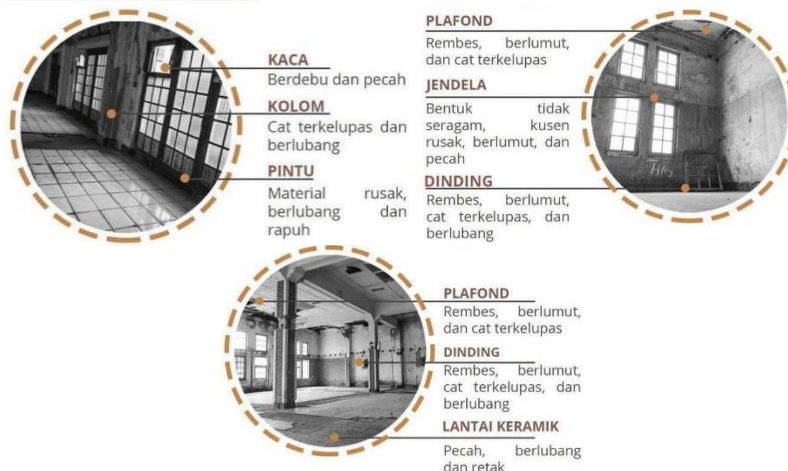 KACA
Berdebu dan pecah
KOLOM
Cat terkelupas dan
berlubang
PINTU
Material rusak,
berlubang dan
rapuh
PLAFOND
Rembes, berlumut,
dan cat terkelupas
JENDELA
Bentuk tidak
seragam, kusen
rusak, berlumut, dan
pecah
DINDING
Rembes, berlumut,
cat terkelupas, dan
berlubang
HAS
PLAFOND
Rembes, berlumut,
dan cat terkelupas
DINDING
Rembes, berlumut,
cat terkelupas, dan
berlubang
LANTAI KERAMIK
Pecah, berlubang
dan retak